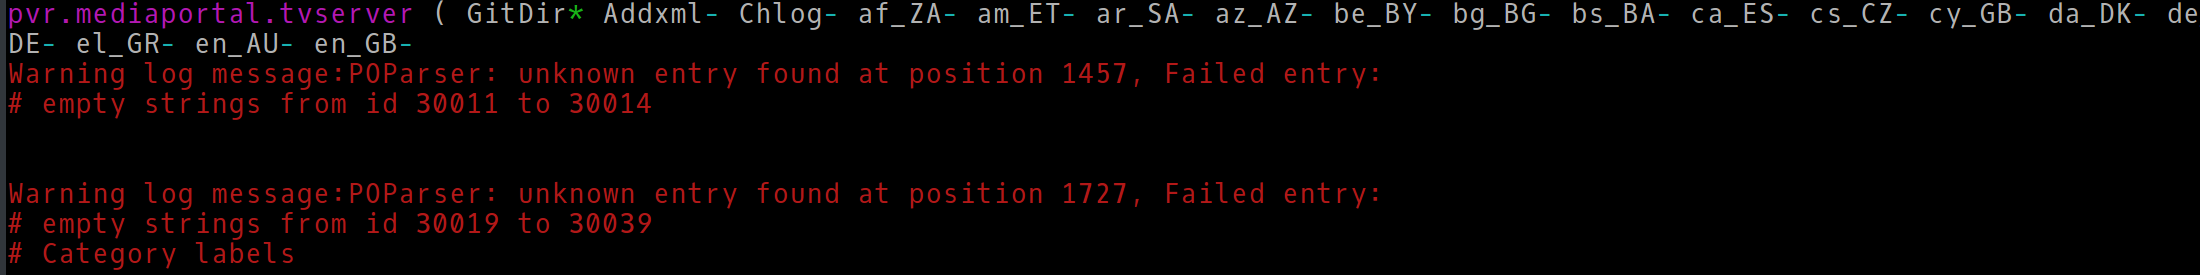 pvr.mediaportal.tvserver ( GitDir* Addxml- Chlog- af_ZA- am_ET- ar_SA- az_AZ- be_BY- bg_BG- bs_BA- ca_ES- cs_CZ- cy_GB- da_DK- de
DE- el_GR- en_AU- en_GB-
Warning log message:POParser: unknown entry found at position 1457, Failed entry:
# empty strings from id 30011 to 30014
Warning log message:POParser: unknown entry found at position 1727, Failed entry:
# empty strings from id 30019 to 30039
# Category labels